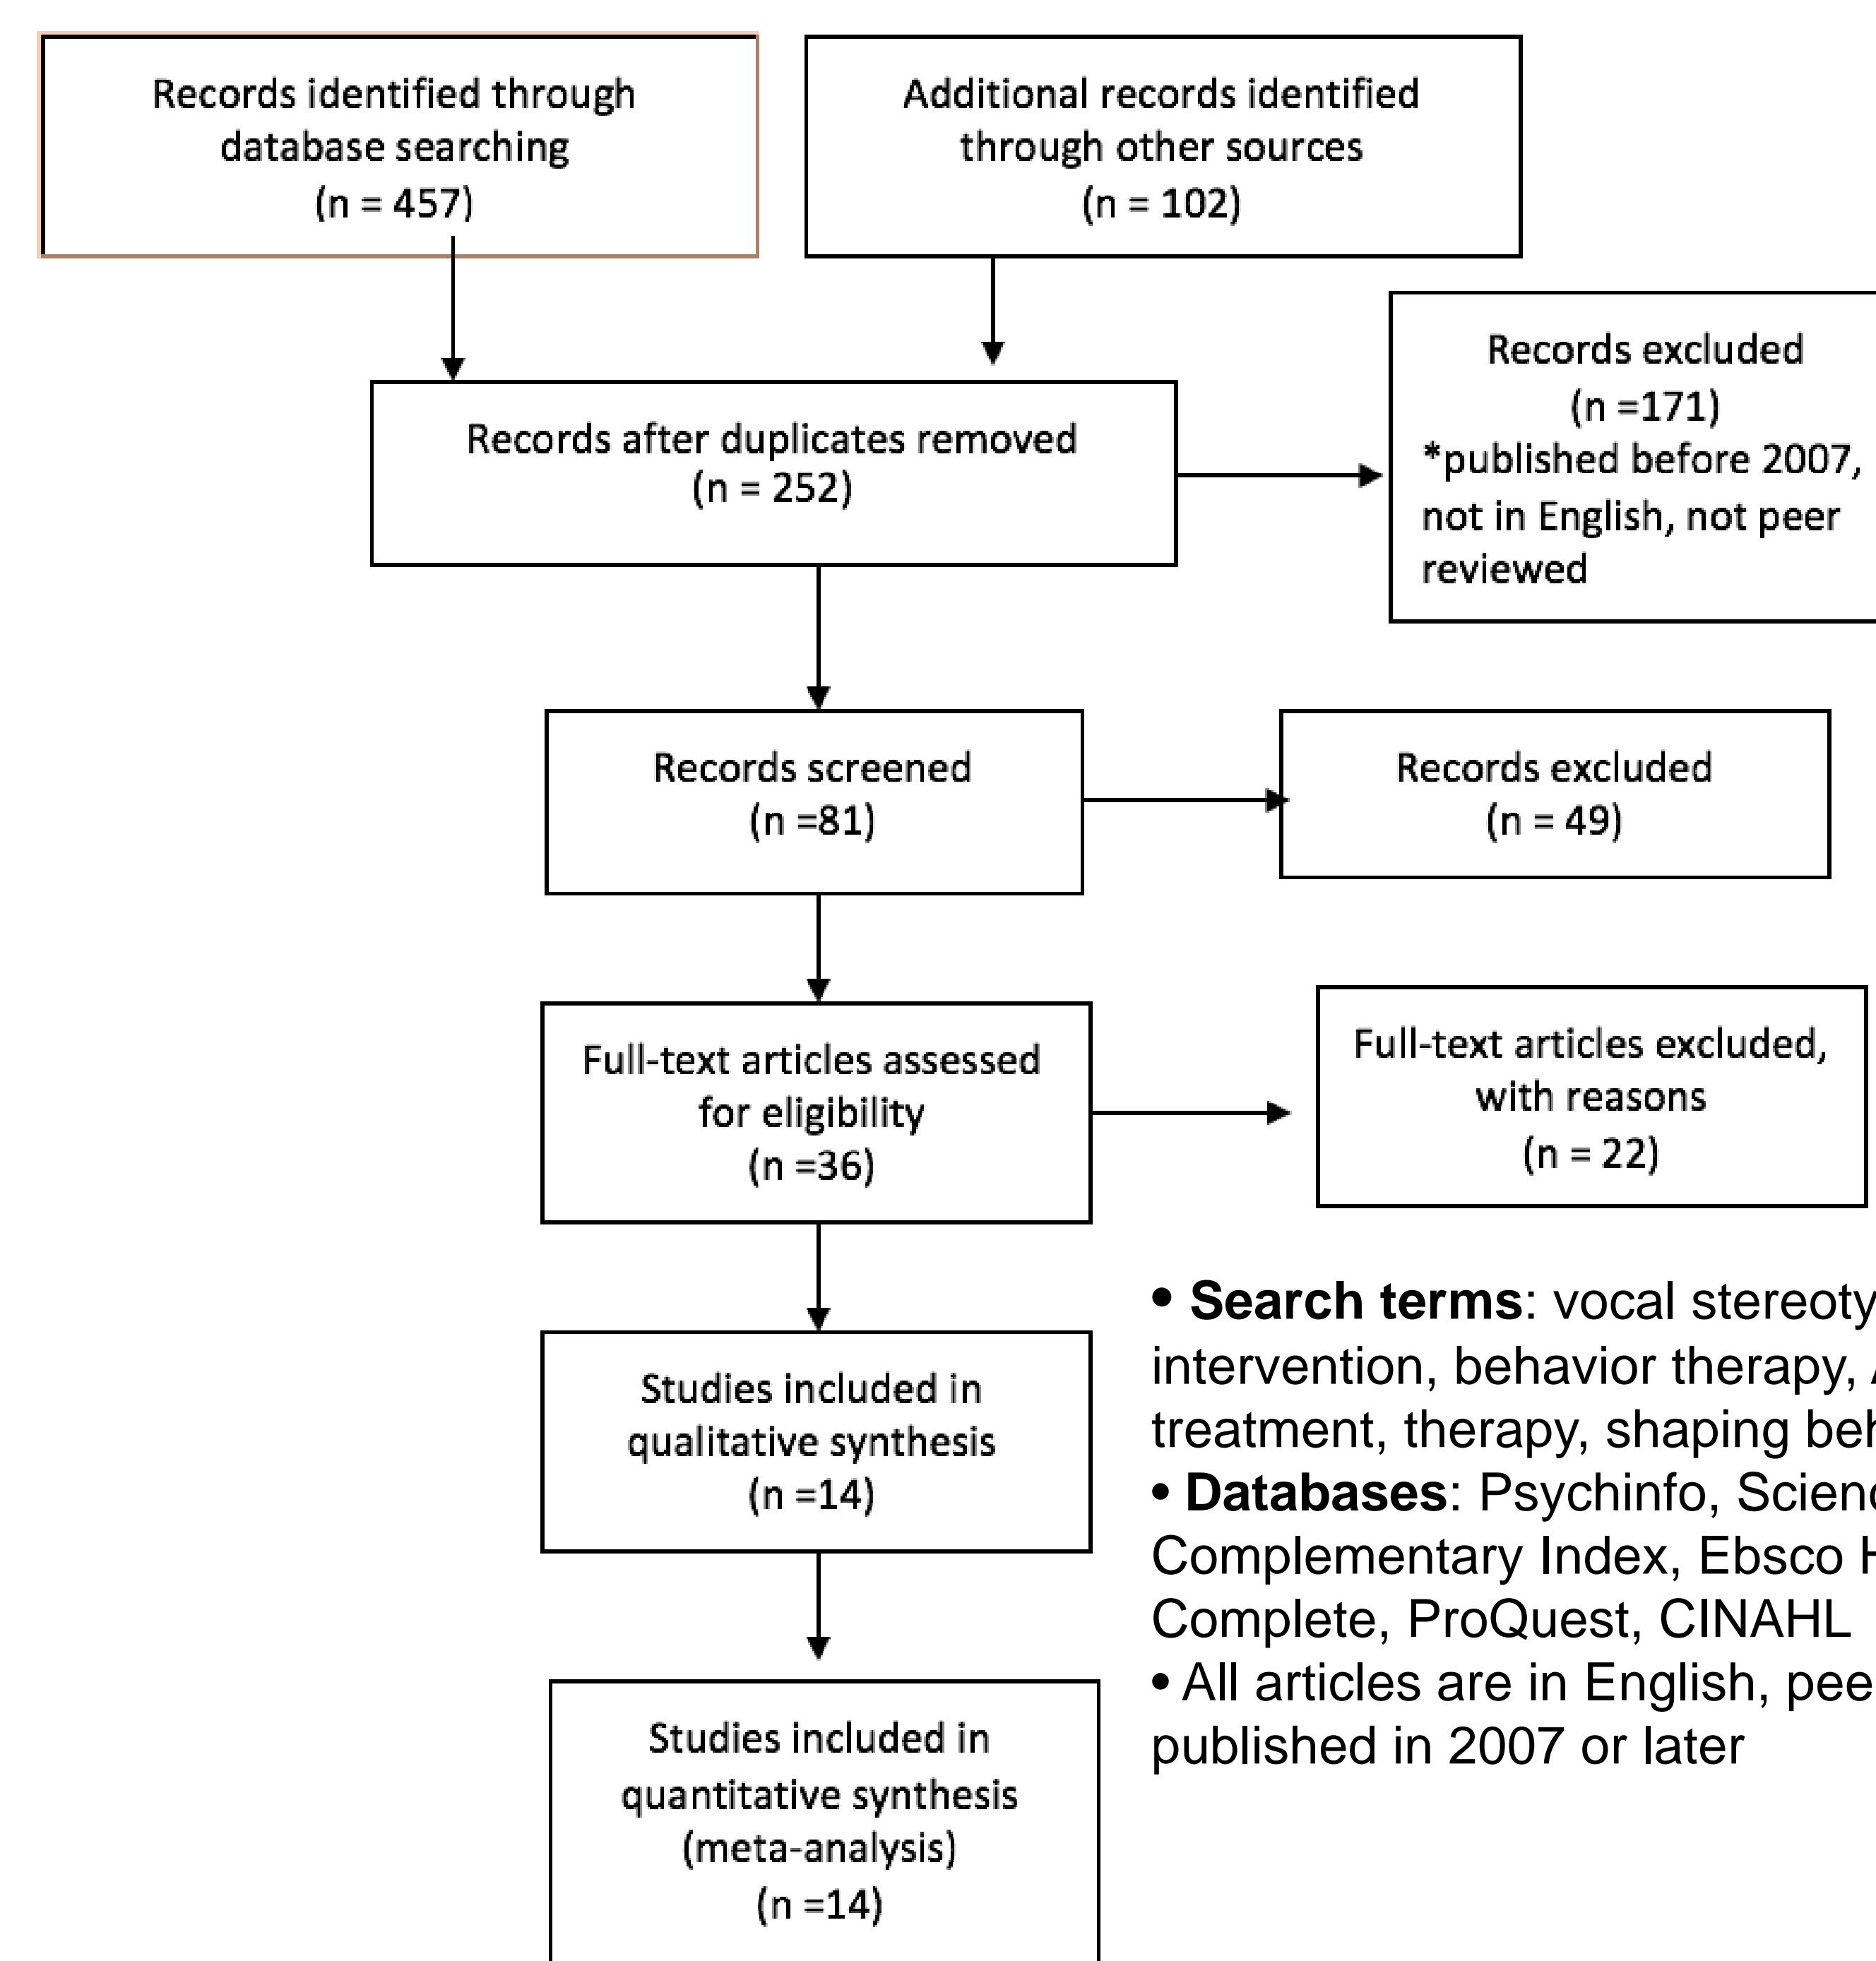 Records identified through
database searching
(n = 457)
Additional records identified
through other sources
(n = 102)
Records excluded
(n =171)
*published before 2007,
not in English, not peer
reviewed
Records after duplicates removed
(n = 252)
Records screened
(n =81)
Records excluded
(n = 49)
Full-text articles assessed
for eligibility
(n =36)
Full-text articles excluded,
with reasons
(n = 22)
Studies included in
qualitative synthesis
(n =14)
Studies included in
quantitative synthesis
(meta-analysis)
(n =14)
• Search terms: vocal
intervention, behavior therapy,
treatment, therapy, shaping
• Databases: Psychinfo,
Complementary Index, Ebsco
Complete, ProQuest, CINAHL
• All articles are in English,
published in 2007 or later